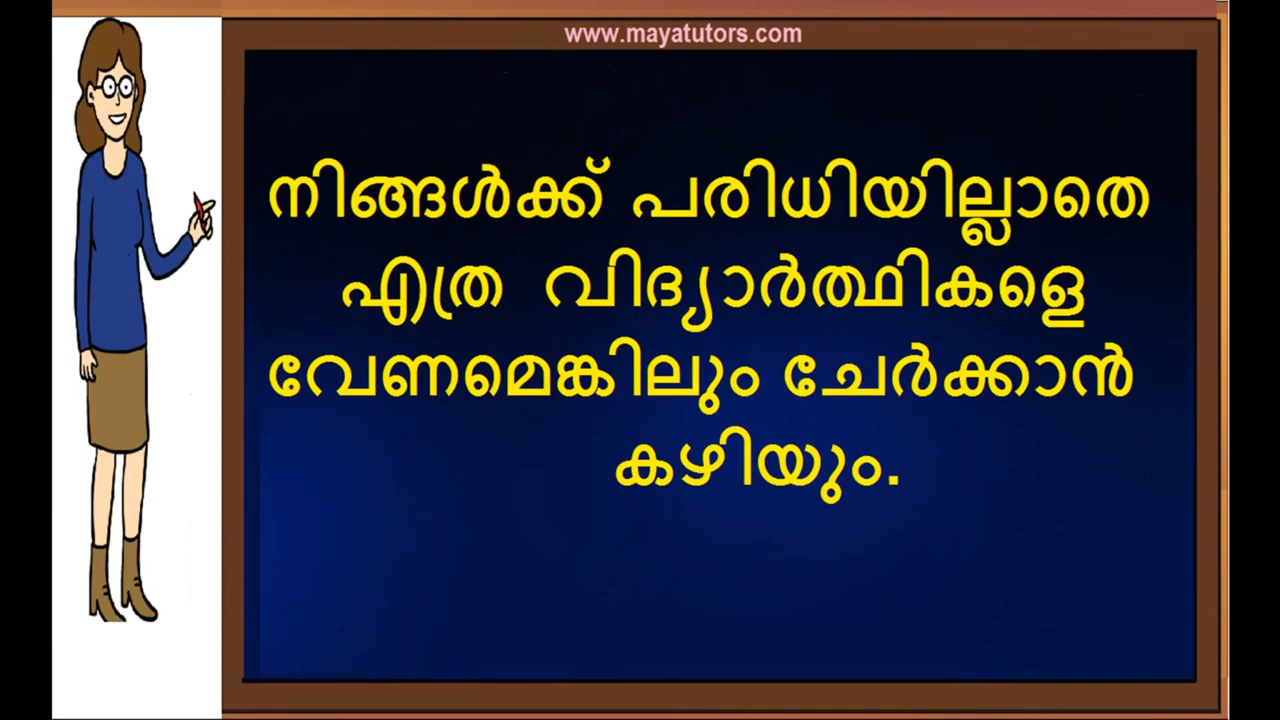 www.mayatutors.com
നിങ്ങൾക്ക് പരിധിയില്ലാതെ
എത്ര വിദ്യാർത്ഥികളെ
വേണമെങ്കിലും ചേർക്കാൻ
കഴിയും.